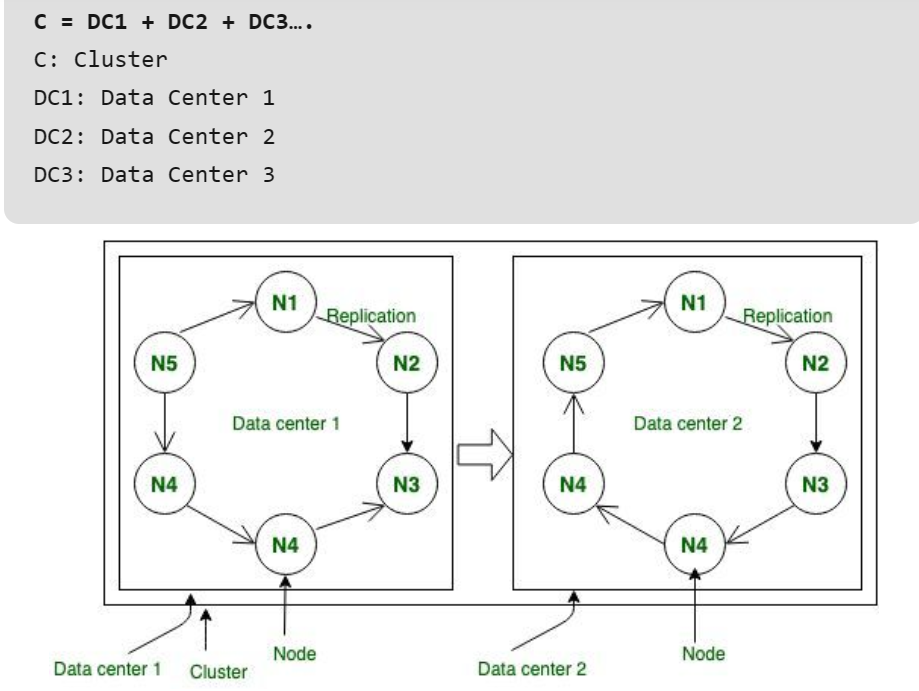 C = DC1 + DC2 + DC3….
C: Cluster
DC1: Data Center 1
DC2: Data Center 2
DC3: Data Center 3
N1
Replication
N5
N2
Data center 1
N4
N3
N4
N1
Replication
N5
N2
Data center 2
N4
N3
N4
Data center 1
Cluster
Node
Data center 2
Node